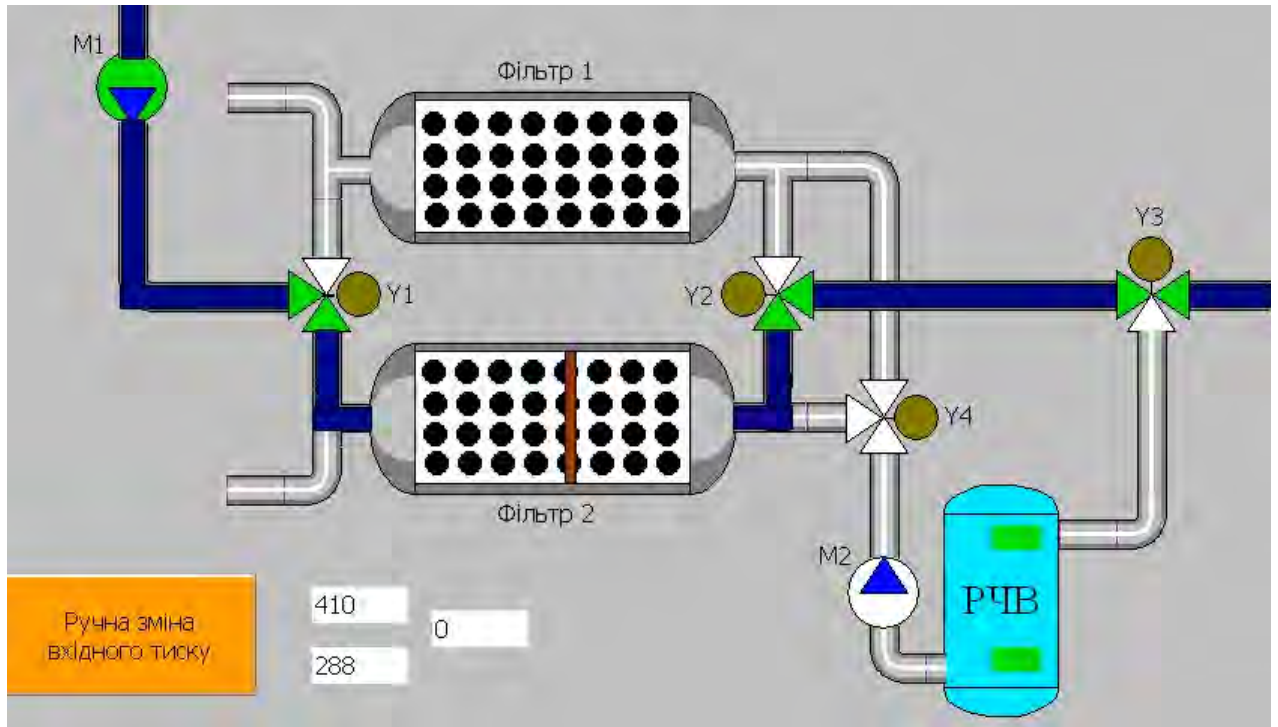 M1
Фільтр 1
Y3
Y1
Y2
Y4
Фільтр 2
M2
РЧВ
Ручна зміна
вхідного тиску
410
0
288